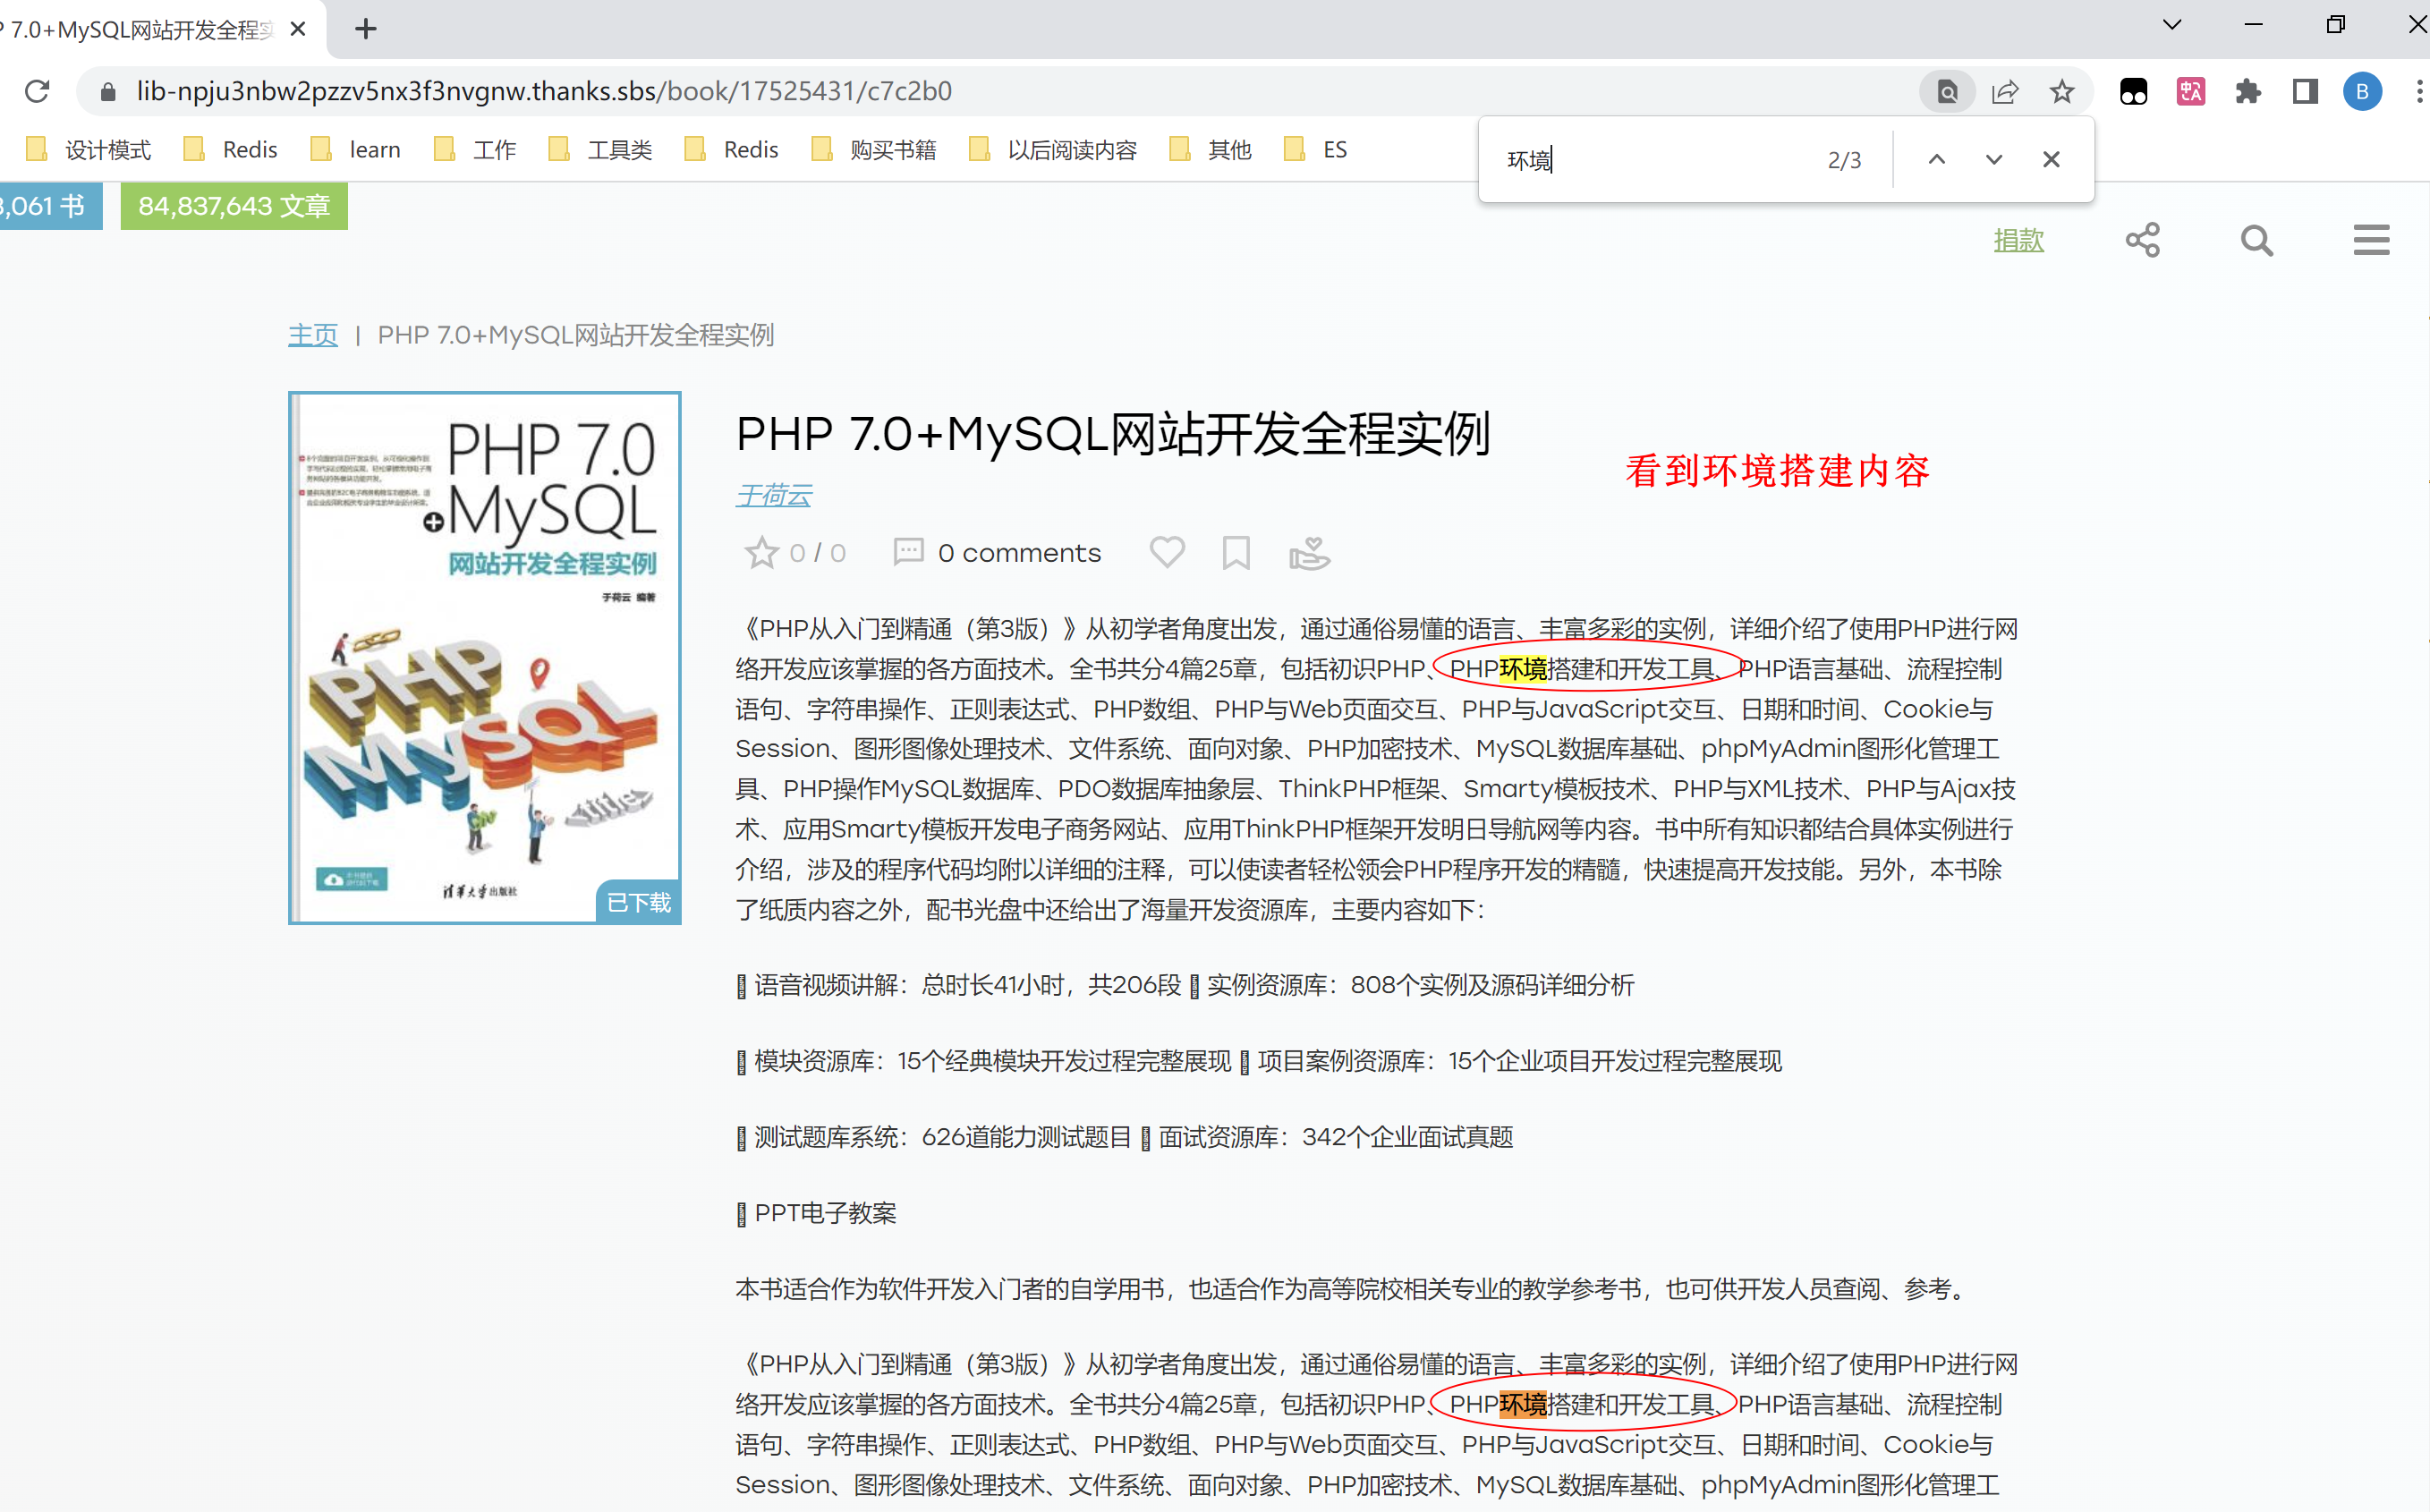 P 7.0+MySQL网站开发全程实
lib-npju3nbw2pzzv5nx3f3nvgnw.thanks.sbs/book/17525431/c7c2b0
B
设计模式 Redis learn 工作 工具类 Redis 购买书籍 以后阅读内容 其他 ES
环境 2/3
3,061 书 84,837,643 文章
捐款
主页 | PHP 7.0+MySQL网站开发全程实例
PHP 7.0
+MySQL
网站开发全程实例
于荷云 编著
PHP
MySQL
清华大学出版社
已下载
PHP 7.0+MySQL网站开发全程实例
看到环境搭建内容
于荷云
0 / 0 0 comments
《PHP从入门到精通（第3版）》从初学者角度出发，通过通俗易懂的语言、丰富多彩的实例，详细介绍了使用PHP进行网
络开发应该掌握的各方面技术。全书共分4篇25章，包括初识PHP、PHP环境搭建和开发工具、PHP语言基础、流程控制
语句、字符串操作、正则表达式、PHP数组、PHP与Web页面交互、PHP与JavaScript交互、日期和时间、Cookie与
Session、图形图像处理技术、文件系统、面向对象、PHP加密技术、MySQL数据库基础、phpMyAdmin图形化管理工
具、PHP操作MySQL数据库、PDO数据库抽象层、ThinkPHP框架、Smarty模板技术、PHP与XML技术、PHP与Ajax技
术、应用Smarty模板开发电子商务网站、应用ThinkPHP框架开发明日导航网等内容。书中所有知识都结合具体实例进行
介绍，涉及的程序代码均附以详细的注释，可以使读者轻松领会PHP程序开发的精髓，快速提高开发技能。另外，本书除
了纸质内容之外，配书光盘中还给出了海量开发资源库，主要内容如下：
语音视频讲解：总时长41小时，共206段 实例资源库：808个实例及源码详细分析
模块资源库：15个经典模块开发过程完整展现 项目案例资源库：15个企业项目开发过程完整展现
测试题库系统：626道能力测试题目 面试资源库：342个企业面试真题
PPT电子教案
本书适合作为软件开发入门者的自学用书，也适合作为高等院校相关专业的教学参考书，也可供开发人员查阅、参考。
《PHP从入门到精通（第3版）》从初学者角度出发，通过通俗易懂的语言、丰富多彩的实例，详细介绍了使用PHP进行网
络开发应该掌握的各方面技术。全书共分4篇25章，包括初识PHP、PHP环境搭建和开发工具、PHP语言基础、流程控制
语句、字符串操作、正则表达式、PHP数组、PHP与Web页面交互、PHP与JavaScript交互、日期和时间、Cookie与
Session、图形图像处理技术、文件系统、面向对象、PHP加密技术、MySQL数据库基础、phpMyAdmin图形化管理工